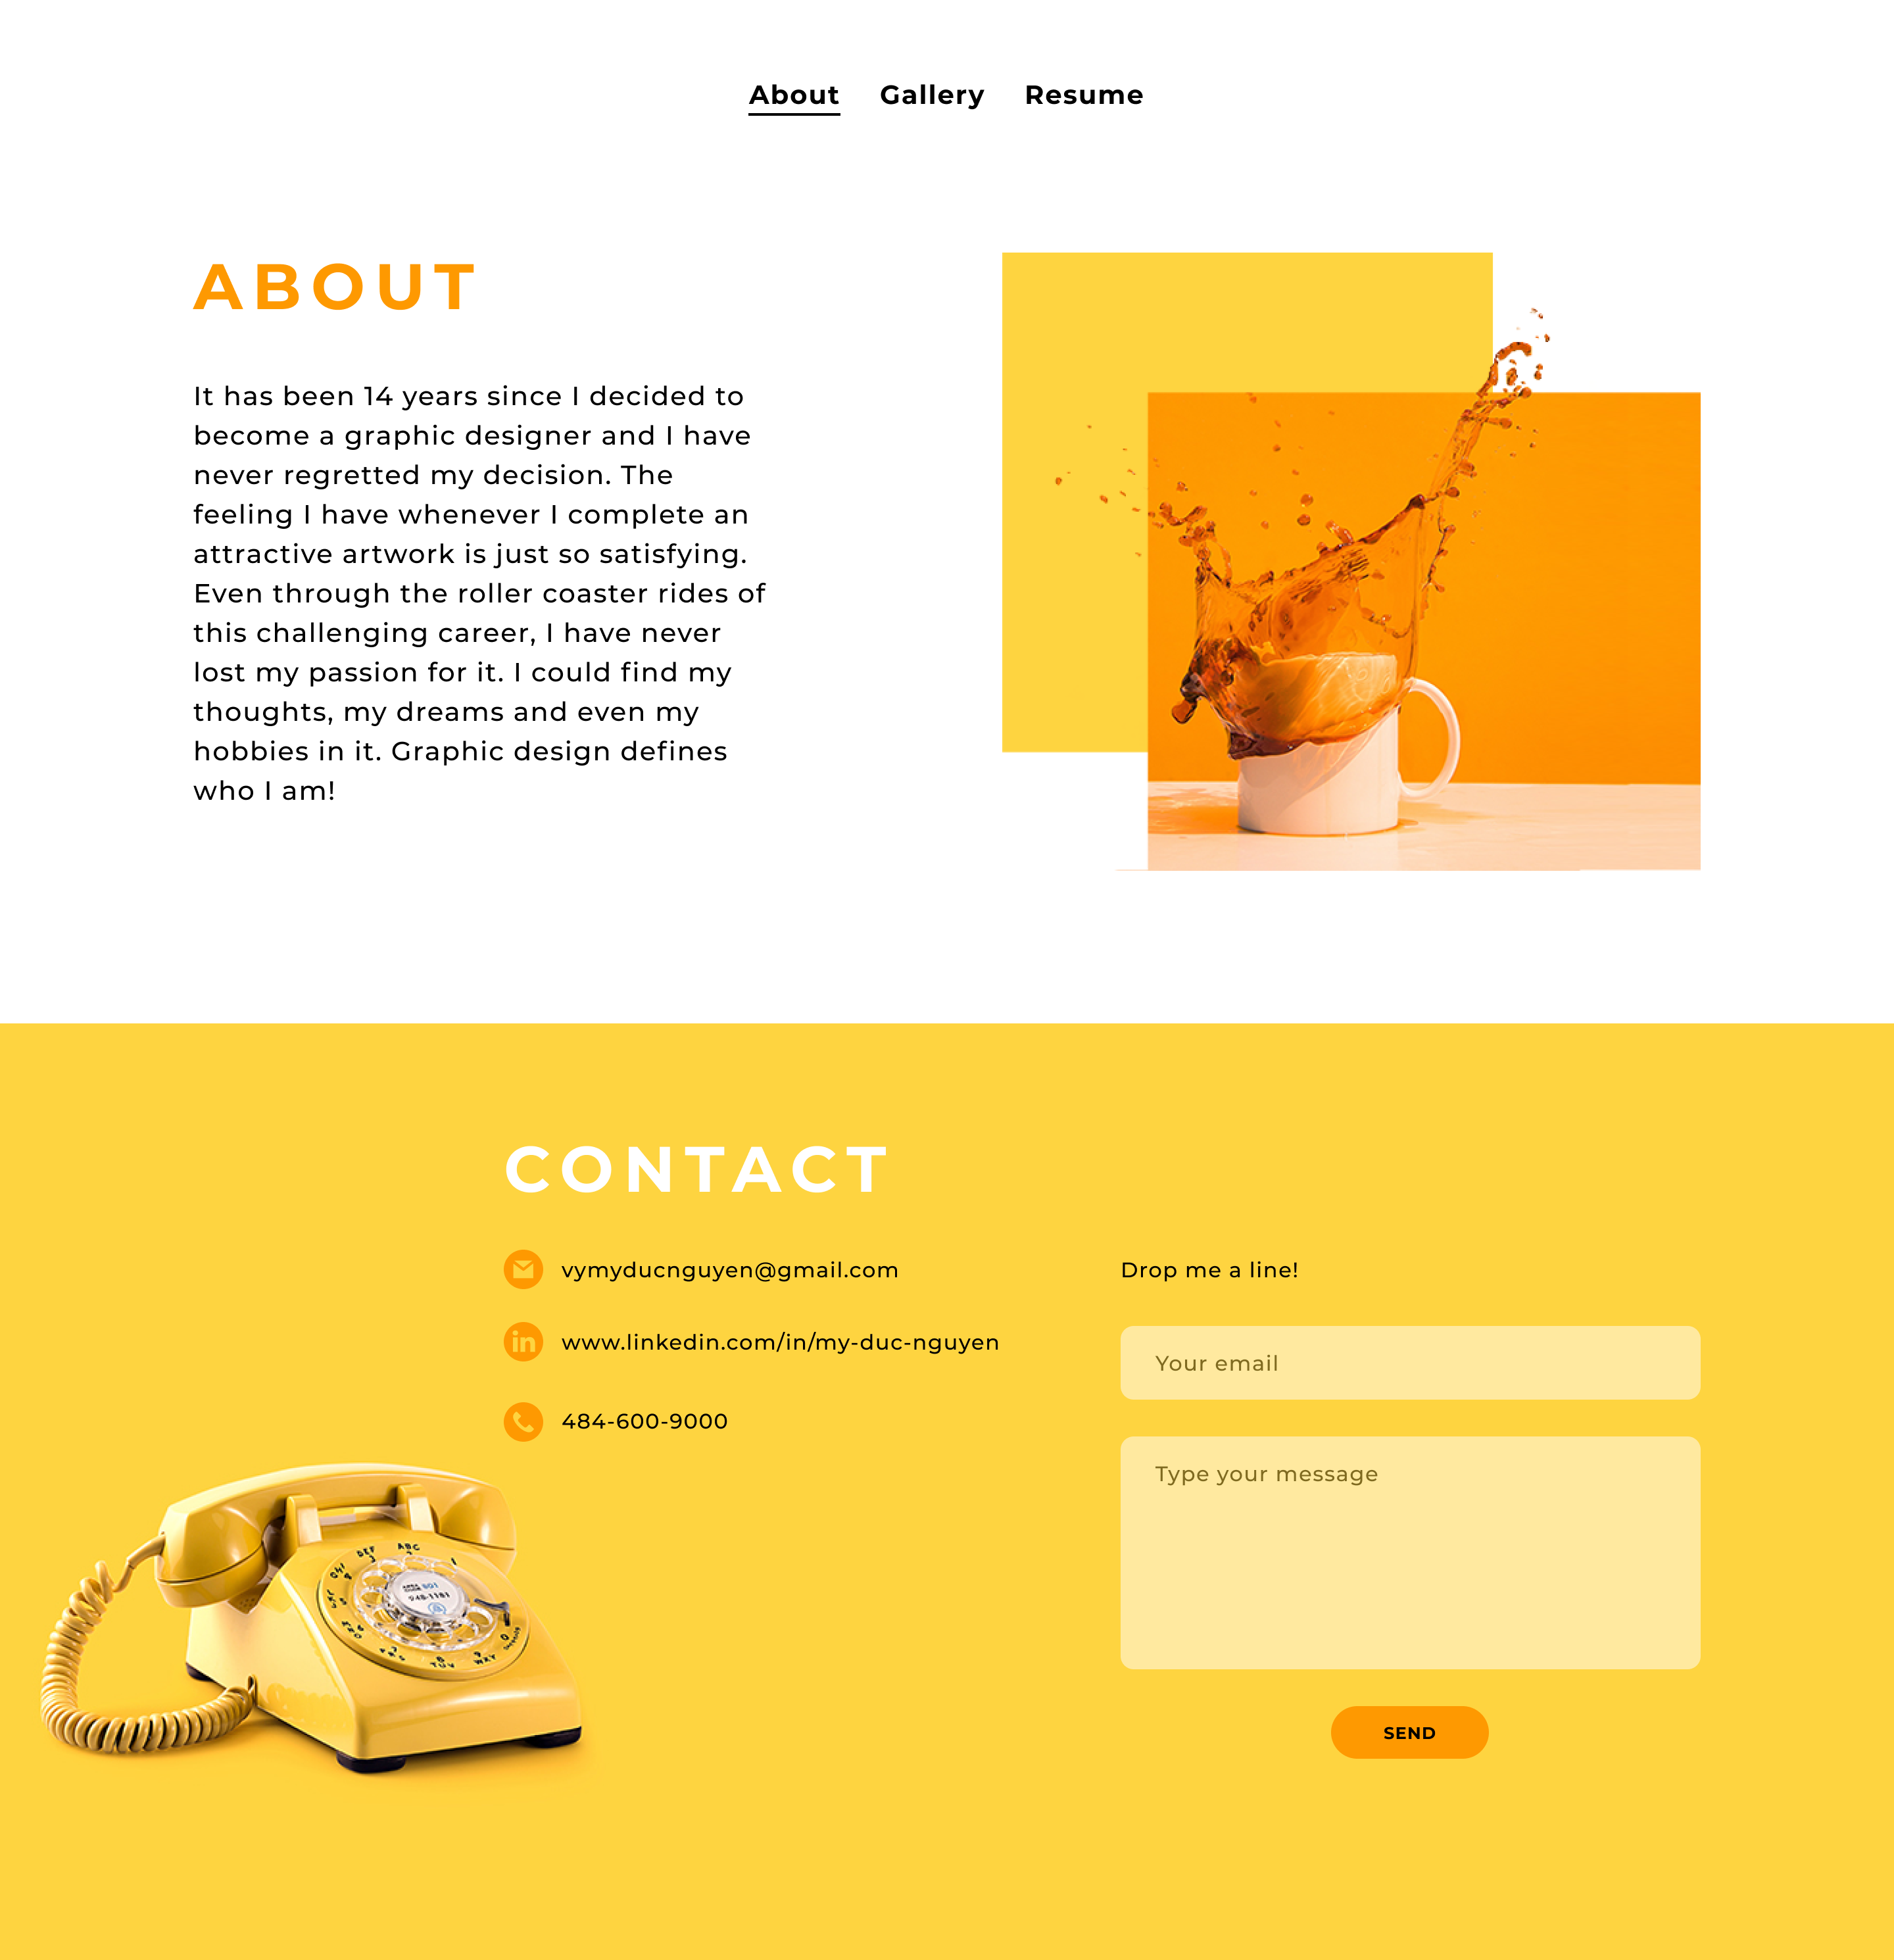 About Gallery Resume
ABOUT
It has been 14 years since I decided to
become a graphic designer and I have
never regretted my decision. The
feeling I have whenever I complete an
attractive artwork is just so satisfying.
Even through the roller coaster rides of
this challenging career, I have never
lost my passion for it. I could find my
thoughts, my dreams and even my
hobbies in it. Graphic design defines
who I am!
CONTACT
vymyducnguyen@gmail.com
www.linkedin.com/in/my-duc-nguyen
484-600-9000
Drop me a line!
Your email
Type your message
SEND
DEF
ABC